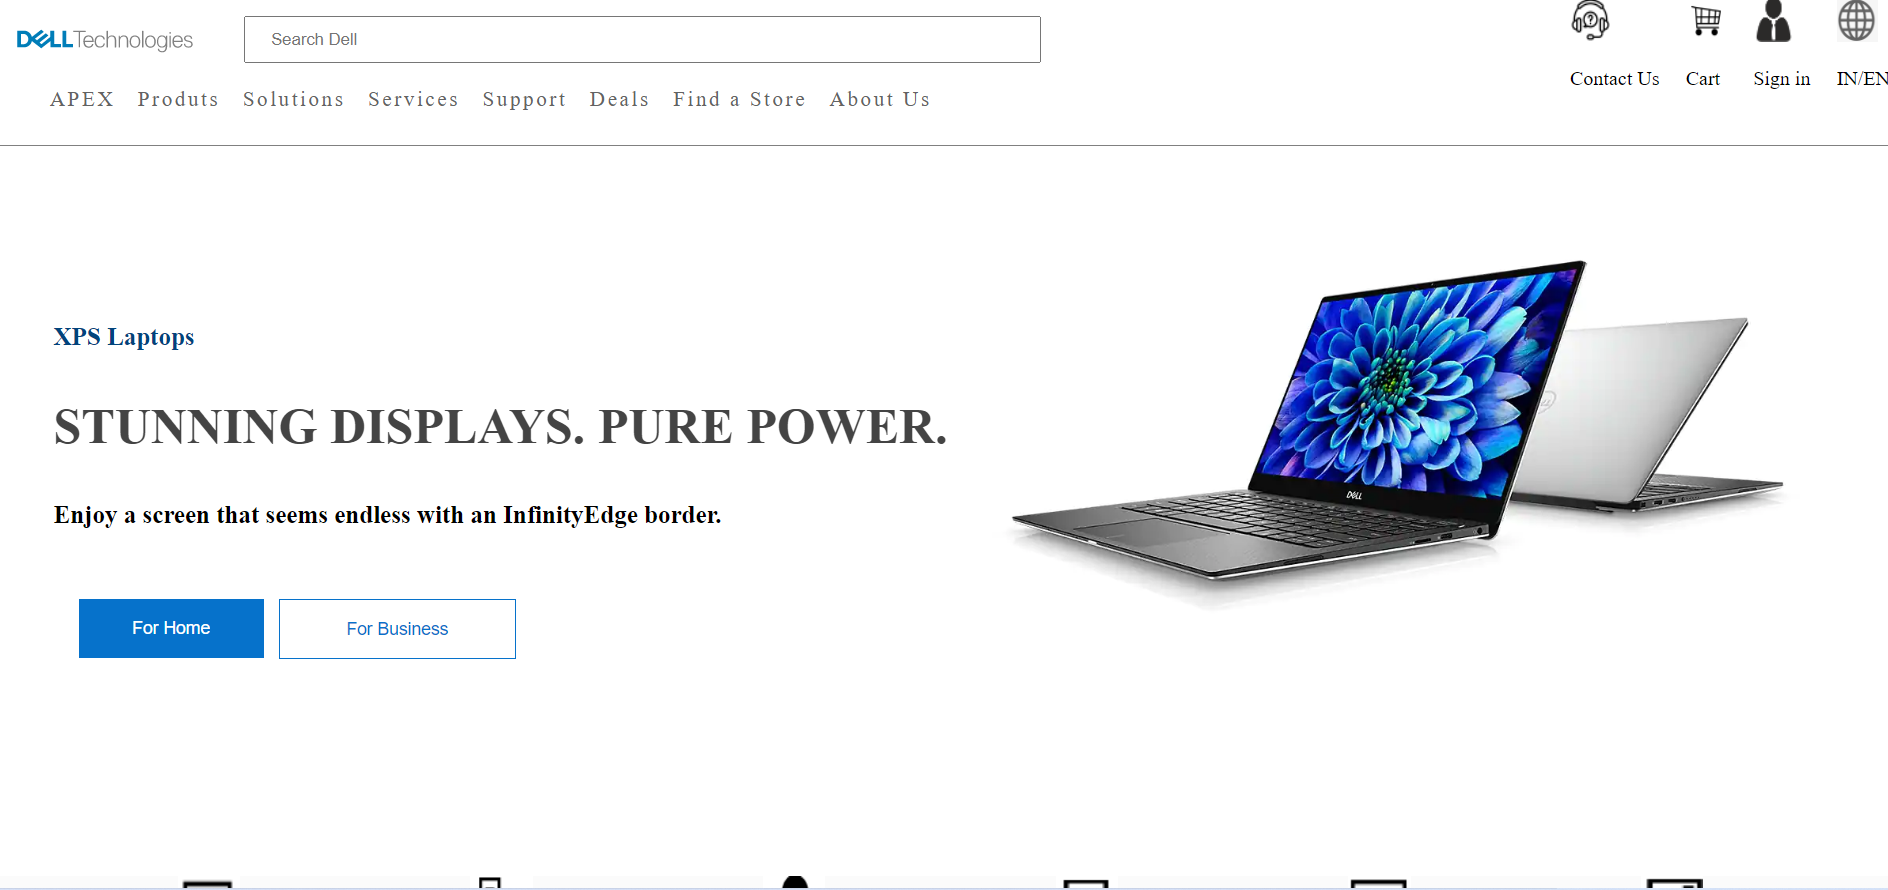 DELLTechnologies
Search Dell
Contact Us Cart Sign in IN/EN
APEX Produts Solutions Services Support Deals Find a Store About Us
XPS Laptops
STUNNING DISPLAYS. PURE POWER.
Enjoy a screen that seems endless with an InfinityEdge border.
For Home For Business
DELL